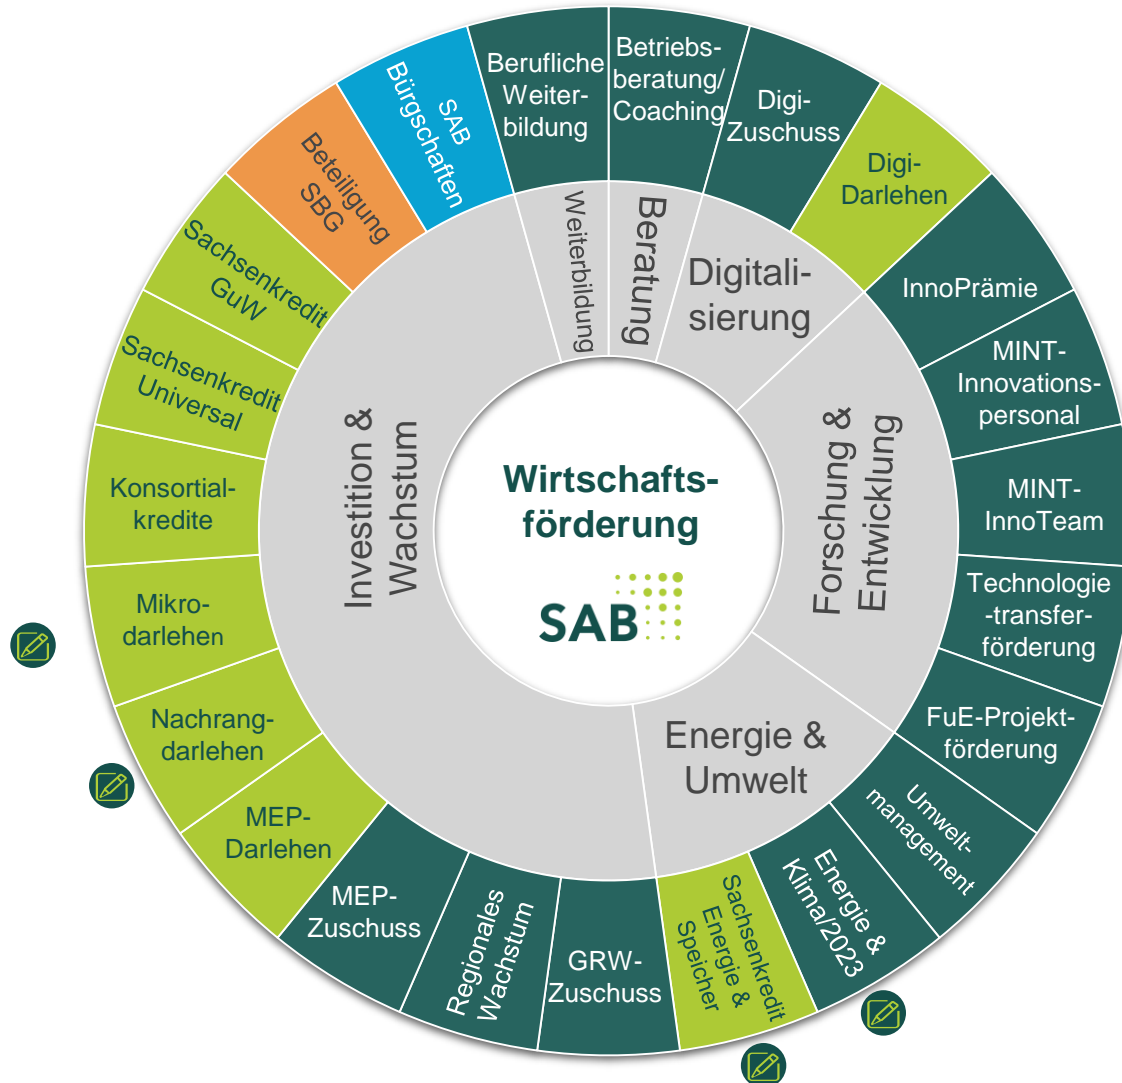 Berufliche
Weiter-
bildung
Betriebs-
beratung/
Coaching
Digi-
Zuschuss
Digi-
Darlehen
InnoPrämie
MINT-
Innovations-
personal
MINT-
InnoTeam
Technologie
-transfer-
förderung
FuE-Projekt-
förderung
Umwelt-
management
Energie &
Klima/2023
Sachsenkredit
Energie &
Speicher
GRW-
Zuschuss
Regionales
Wachstum
MEP-
Zuschuss
MEP-
Darlehen
Nachrang-
darlehen
Mikro-
darlehen
Konsortial-
kredite
Sachsenkredit
Universal
Sachsenkredit
GuW
Beteiligung
SBG
SAB
Bürgschaften
Weiterbildung
Beratung
Digitali-
sierung
Forschung &
Entwicklung
Energie &
Umwelt
Investition &
Wachstum
Wirtschafts-
förderung
SAB